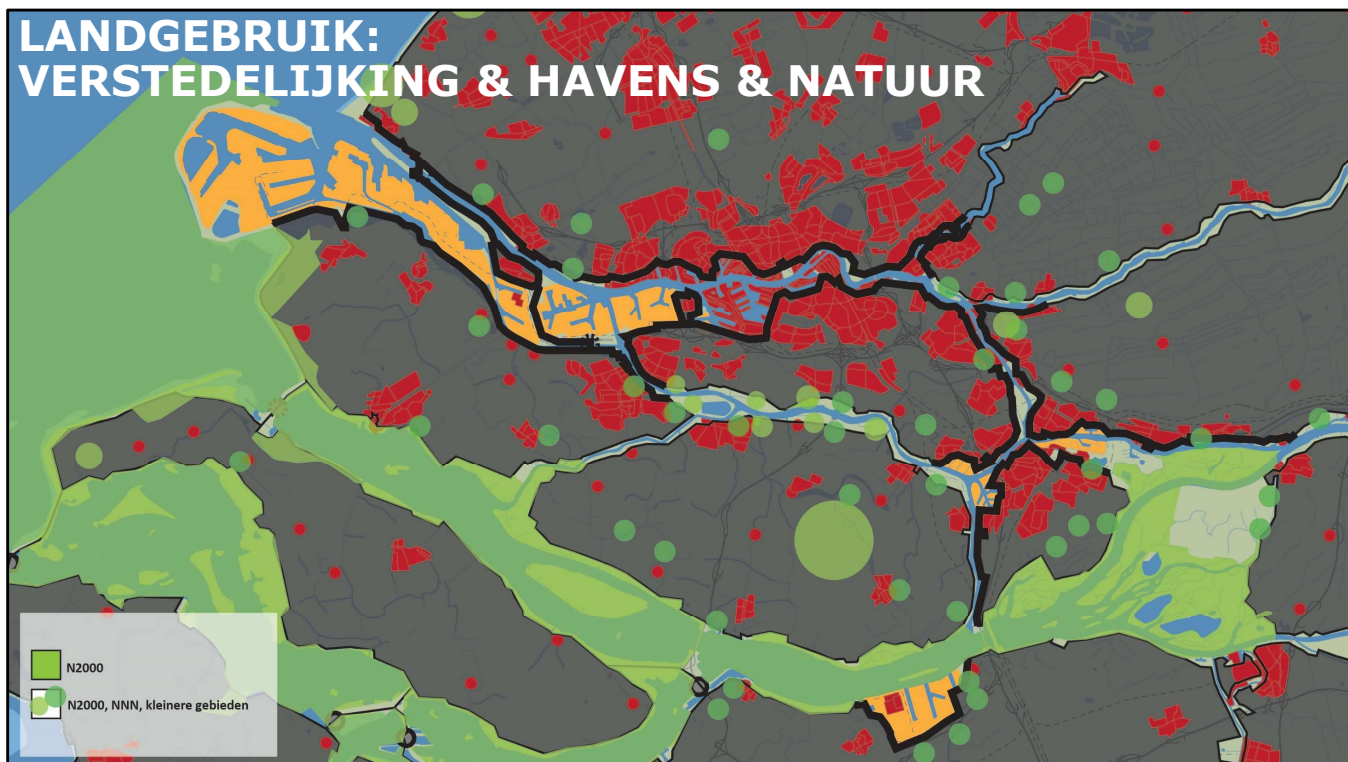 LANDGEBRUIK:
VERSTEDELIJKING & HAVENS & NATUUR
N2000
N2000, NNN, kleinere gebieden